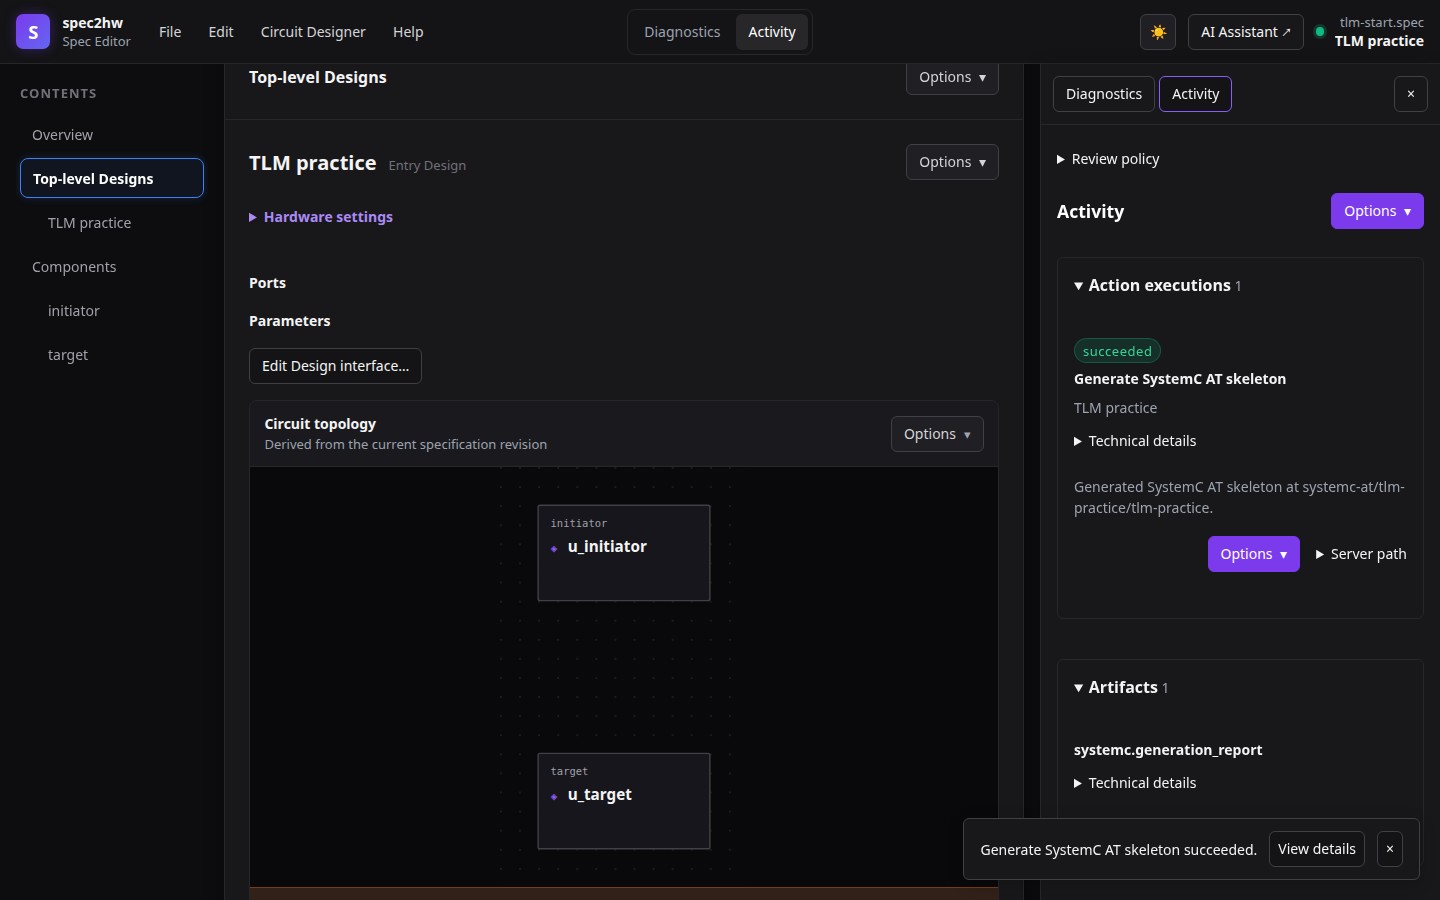 S
spec2hw
Spec Editor
File
Edit
Circuit Designer
Help
Diagnostics
Activity
AI Assistant ↗
tlm-start.spec
TLM practice
CONTENTS
Overview
Top-level Designs
TLM practice
Components
initiator
target
Top-level Designs
Options ▾
TLM practice Entry Design
Options ▾
Hardware settings
Ports
Parameters
Edit Design interface...
Circuit topology
Derived from the current specification revision
Options ▾
initiator
u_initiator
target
u_target
Diagnostics
Activity
×
Review policy
Activity
Options ▾
Action executions 1
succeeded
Generate SystemC AT skeleton
TLM practice
Technical details
Generated SystemC AT skeleton at systemc-at/tlm-
practice/tlm-practice.
Options ▾
Server path
Artifacts 1
systemc.generation_report
Technical details
Generate SystemC AT skeleton succeeded.
View details
×